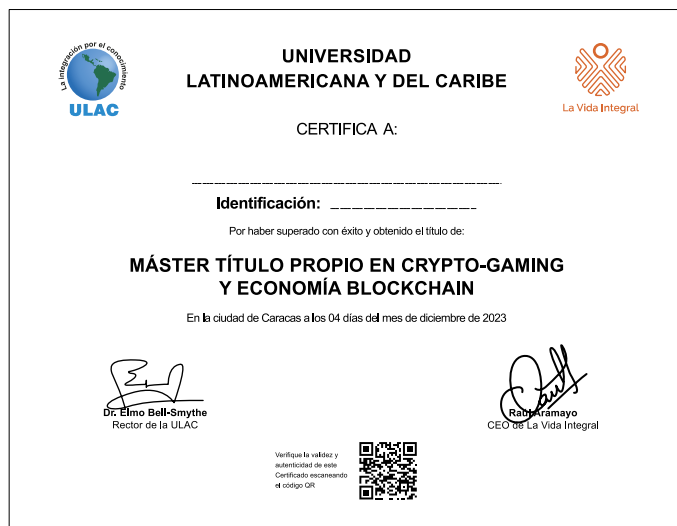 La integración por el conocimiento
ULAC
UNIVERSIDAD
LATINOAMERICANA Y DEL CARIBE
La Vida Integral
CERTIFICA A:
Identificación:
Por haber superado con éxito y obtenido el título de:
MÁSTER TÍTULO PROPIO EN CRYPTO-GAMING
Y ECONOMÍA BLOCKCHAIN
En la ciudad de Caracas a los 04 días del mes de diciembre de 2023
Dr. Elmo Bell-Smythe
Rector de la ULAC
Raúl Aramayo
CEO de La Vida Integral
Verifique la validez y
autenticidad de este
Certificado escaneando
el código QR